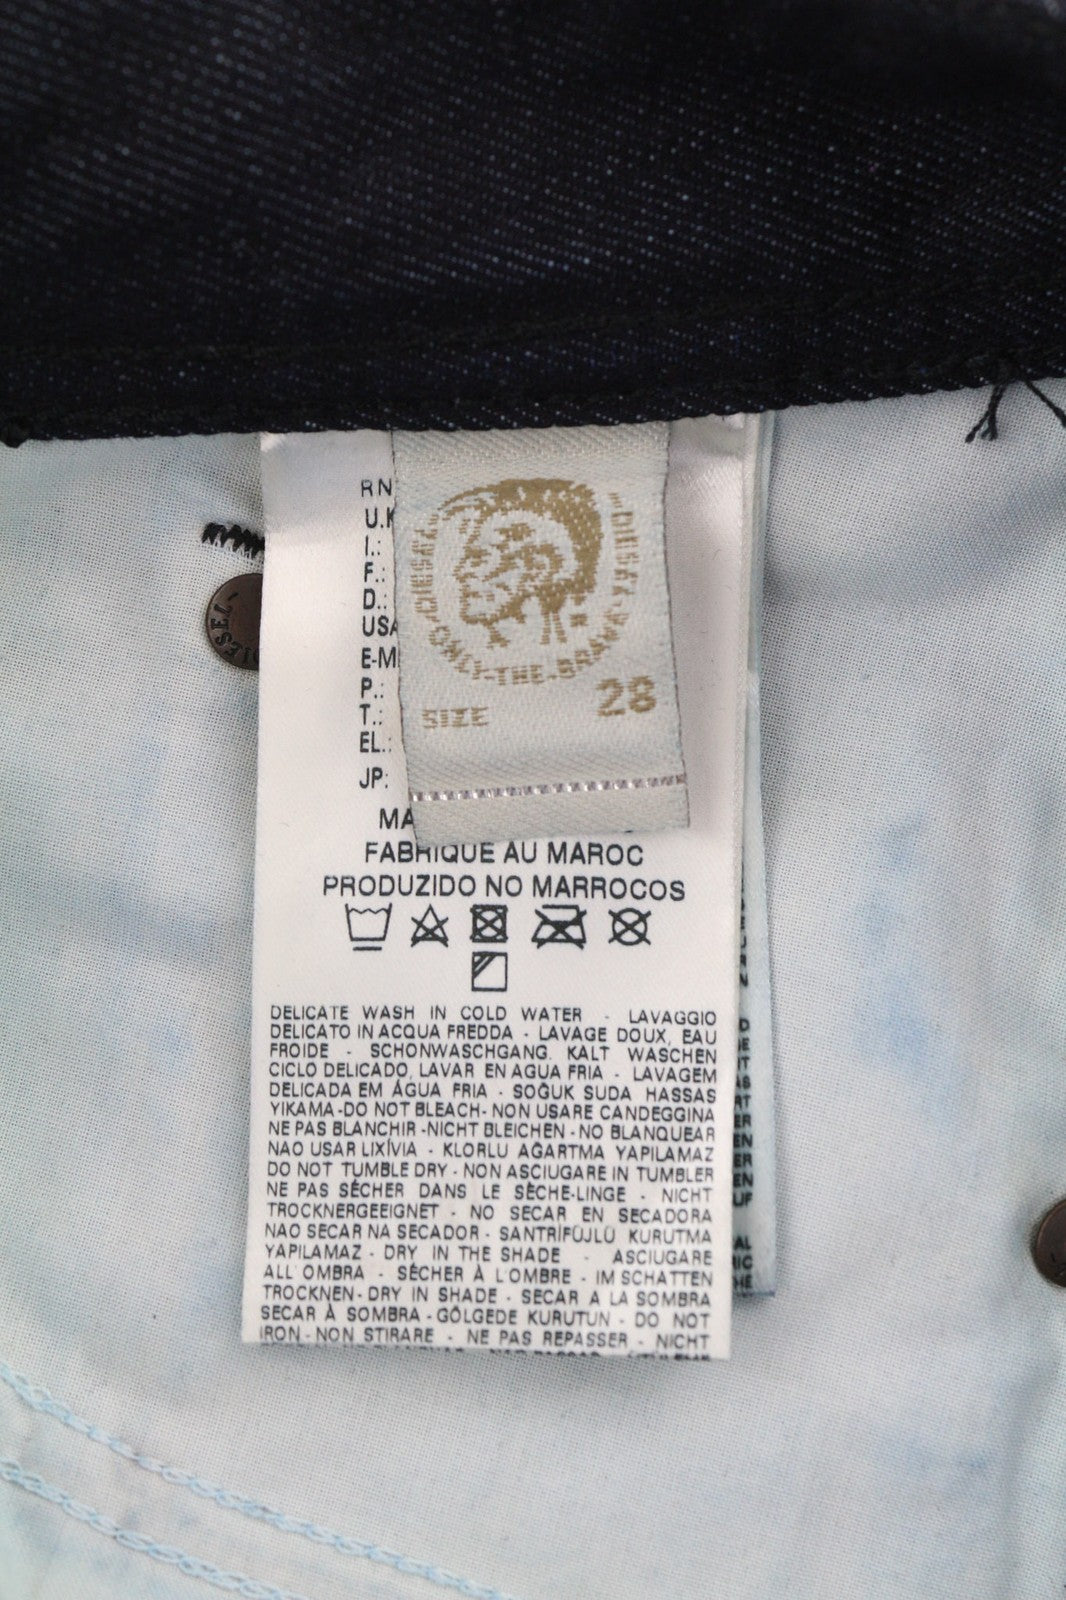 RN
U.K
I.:
F.:
D.:
USA
E-M
P.:
T.:
EL.:
JP:
DIESEL
ONLY-THE-BRAVE
SIZE 28
MA
FABRIQUE AU MAROC
PRODUZIDO NO MARROCOS
DELICATE WASH IN COLD WATER - LAVAGGIO
DELICATO IN ACQUA FREDDA - LAVAGE DOUX, EAU
FROIDE - SCHONWASCHGANG. KALT WASCHEN
CICLO DELICADO, LAVAR EN AGUA FRIA - LAVAGEM
DELICADA EM ÁGUA FRIA - SOĞUK SUDA HASSAS
YIKAMA -DO NOT BLEACH- NON USARE CANDEGGINA
NE PAS BLANCHIR -NICHT BLEICHEN - NO BLANQUEAR
NAO USAR LIXÍVIA - KLORLU AĞARTMA YAPILAMAZ
DO NOT TUMBLE DRY - NON ASCIUGARE IN TUMBLER
NE PAS SÉCHER DANS LE SÈCHE-LINGE - NICHT
TROCKNERGEEIGNET - NO SECAR EN SECADORA
NAO SECAR NA SECADOR - SANTRİFÜJLÜ KURUTMA
YAPILAMAZ - DRY IN THE SHADE - ASCIUGARE
ALL'OMBRA - SÉCHER À L'OMBRE - IM SCHATTEN
TROCKNEN - DRY IN SHADE - SECAR A LA SOMBRA
SECAR À SOMBRA - GÖLGEDE KURUTUN - DO NOT
IRON - NON STIRARE - NE PAS REPASSER - NICHT
DIESEL